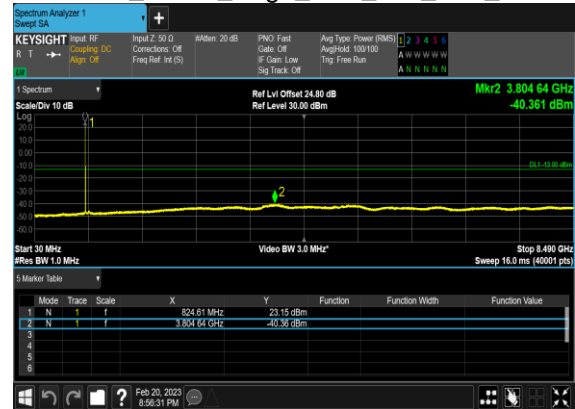 Spectrum Analyzer 1
Swept SA
KEYSIGHT Input: RF Input Z: 50 Ω #Atten: 20 dB PNO: Fast Avg Type: Power (RMS) 1 2 3 4 5 6
R T Coupling: DC Corrections: Off Gate: Off Avg|Hold: 100/100 A W W W W W
Align: Off Freq Ref: Int (S) IF Gain: Low Trig: Free Run
Sig Track: Off A N N N N N
LXI
1 Spectrum Ref Lvl Offset 24.80 dB Mkr2 3.804 64 GHz
Scale/Div 10 dB Ref Level 30.00 dBm -40.361 dBm
Log
20.0 1
10.0
0.00
-10.0 DL1 -13.00 dBm
-20.0
-30.0 2
-40.0
-50.0
-60.0
Start 30 MHz Video BW 3.0 MHz* Stop 8.490 GHz
#Res BW 1.0 MHz Sweep 16.0 ms (40001 pts)
5 Marker Table
Mode Trace Scale X Y Function Function Width Function Value
1 N 1 f 824.61 MHz 23.15 dBm
2 N 1 f 3.804 64 GHz -40.36 dBm
3
4
5
6
? Feb 20, 2023
8:56:31 PM